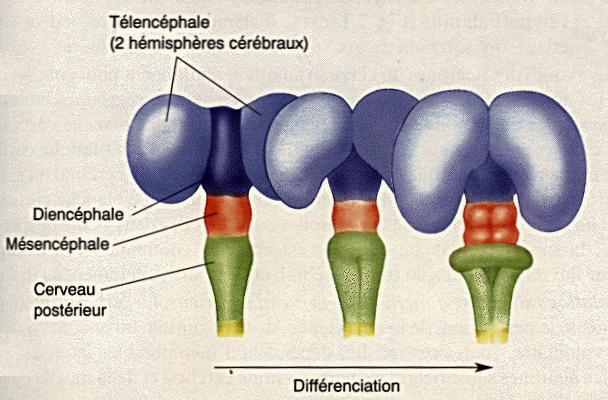 Télencéphale
(2 hémisphères cérébraux)
Diencéphale
Mésencéphale
Cerveau
postérieur
Différenciation